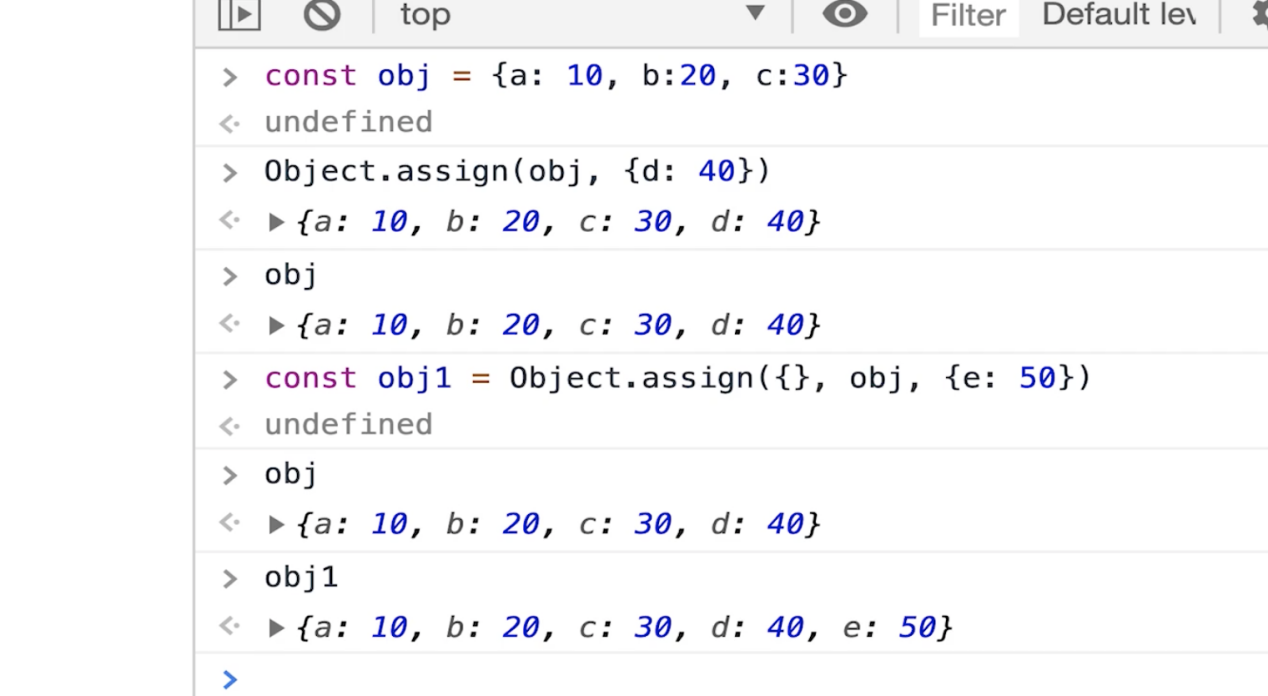 top Filter Default lev
const obj = {a: 10, b:20, c:30}
undefined
Object.assign(obj, {d: 40})
{a: 10, b: 20, c: 30, d: 40}
obj
{a: 10, b: 20, c: 30, d: 40}
const obj1 = Object.assign({}, obj, {e: 50})
undefined
obj
{a: 10, b: 20, c: 30, d: 40}
obj1
{a: 10, b: 20, c: 30, d: 40, e: 50}